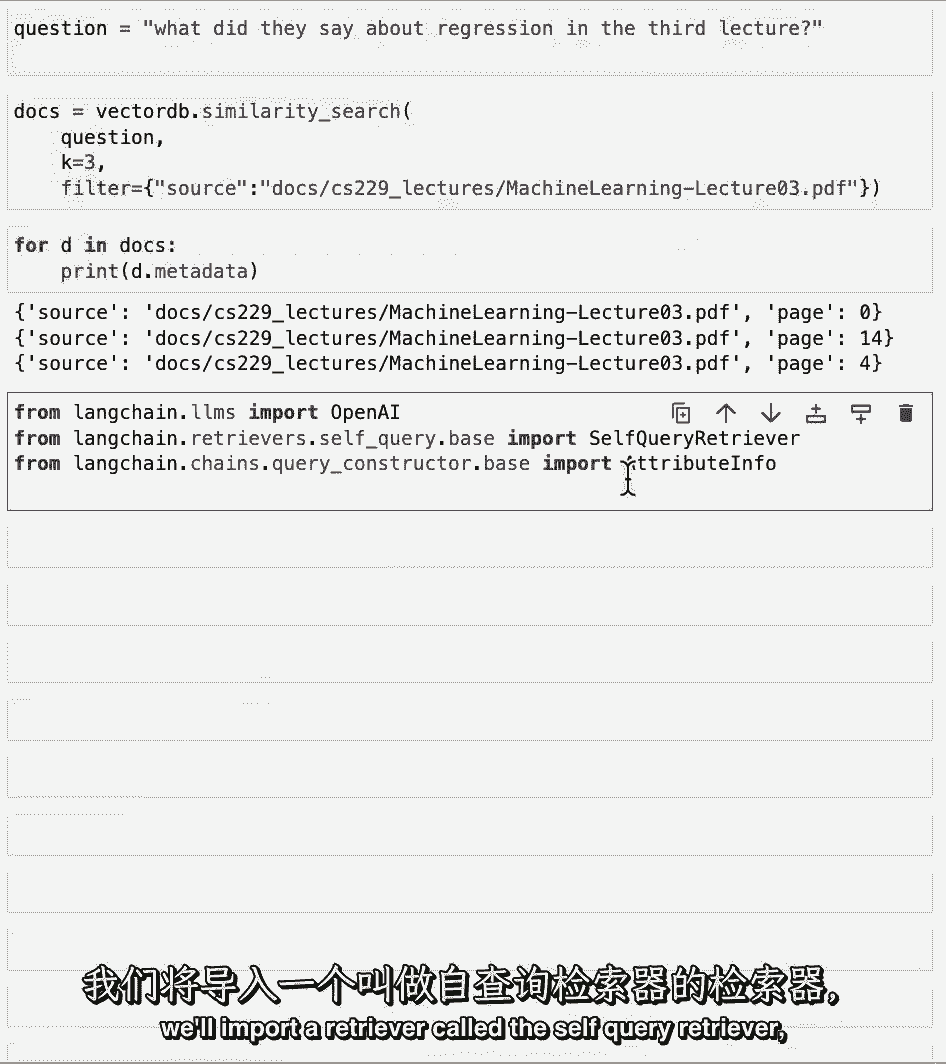 question = "what did they say about regression in the third lecture?"
docs = vectordb.similarity_search(
    question,
    k=3,
    filter={"source":"docs/cs229_lectures/MachineLearning-Lecture03.pdf"})
for d in docs:
    print(d.metadata)
{'source': 'docs/cs229_lectures/MachineLearning-Lecture03.pdf', 'page': 0}
{'source': 'docs/cs229_lectures/MachineLearning-Lecture03.pdf', 'page': 14}
{'source': 'docs/cs229_lectures/MachineLearning-Lecture03.pdf', 'page': 4}
from langchain.llms import OpenAI
from langchain.retrievers.self_query.base import SelfQueryRetriever
from langchain.chains.query_constructor.base import AttributeInfo
我们将导入一个叫做自查询检索器的检索器，
we'll import a retriever called the self query retriever,